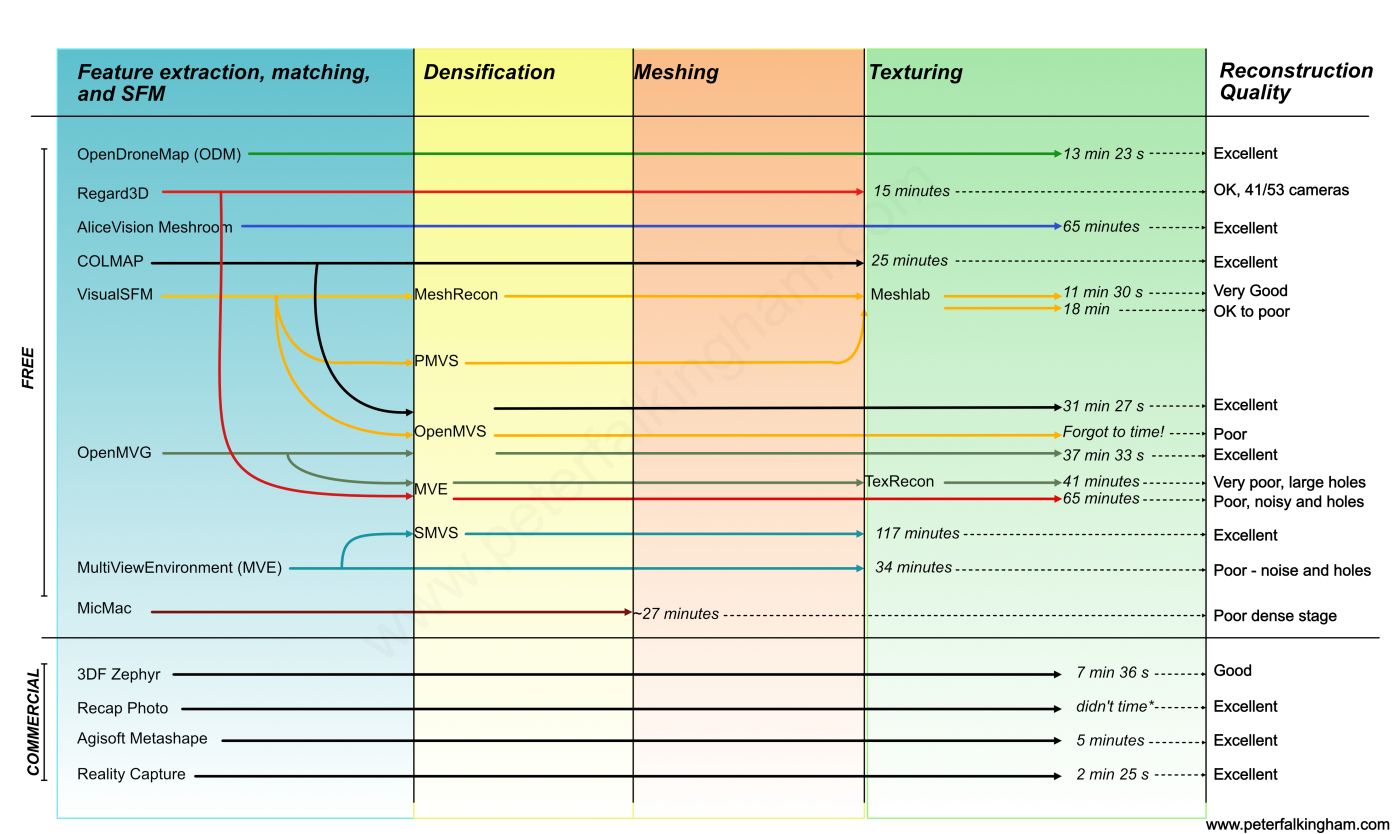 Feature extraction, matching,
and SFM
Densification
Meshing
Texturing
Reconstruction
Quality
FREE
OpenDroneMap (ODM)
13 min 23 s
Excellent
Regard3D
15 minutes
OK, 41/53 cameras
AliceVision Meshroom
65 minutes
Excellent
COLMAP
25 minutes
Excellent
VisualSFM
MeshRecon
Meshlab
11 min 30 s
Very Good
18 min
OK to poor
PMVS
31 min 27 s
Excellent
OpenMVS
Forgot to time!
Poor
OpenMVG
37 min 33 s
Excellent
MVE
TexRecon
41 minutes
Very poor, large holes
65 minutes
Poor, noisy and holes
SMVS
117 minutes
Excellent
MultiViewEnvironment (MVE)
34 minutes
Poor - noise and holes
MicMac
~27 minutes
Poor dense stage
COMMERCIAL
3DF Zephyr
7 min 36 s
Good
Recap Photo
didn't time*
Excellent
Agisoft Metashape
5 minutes
Excellent
Reality Capture
2 min 25 s
Excellent
www.peterfalkingham.com
www.peterfalkingham.com